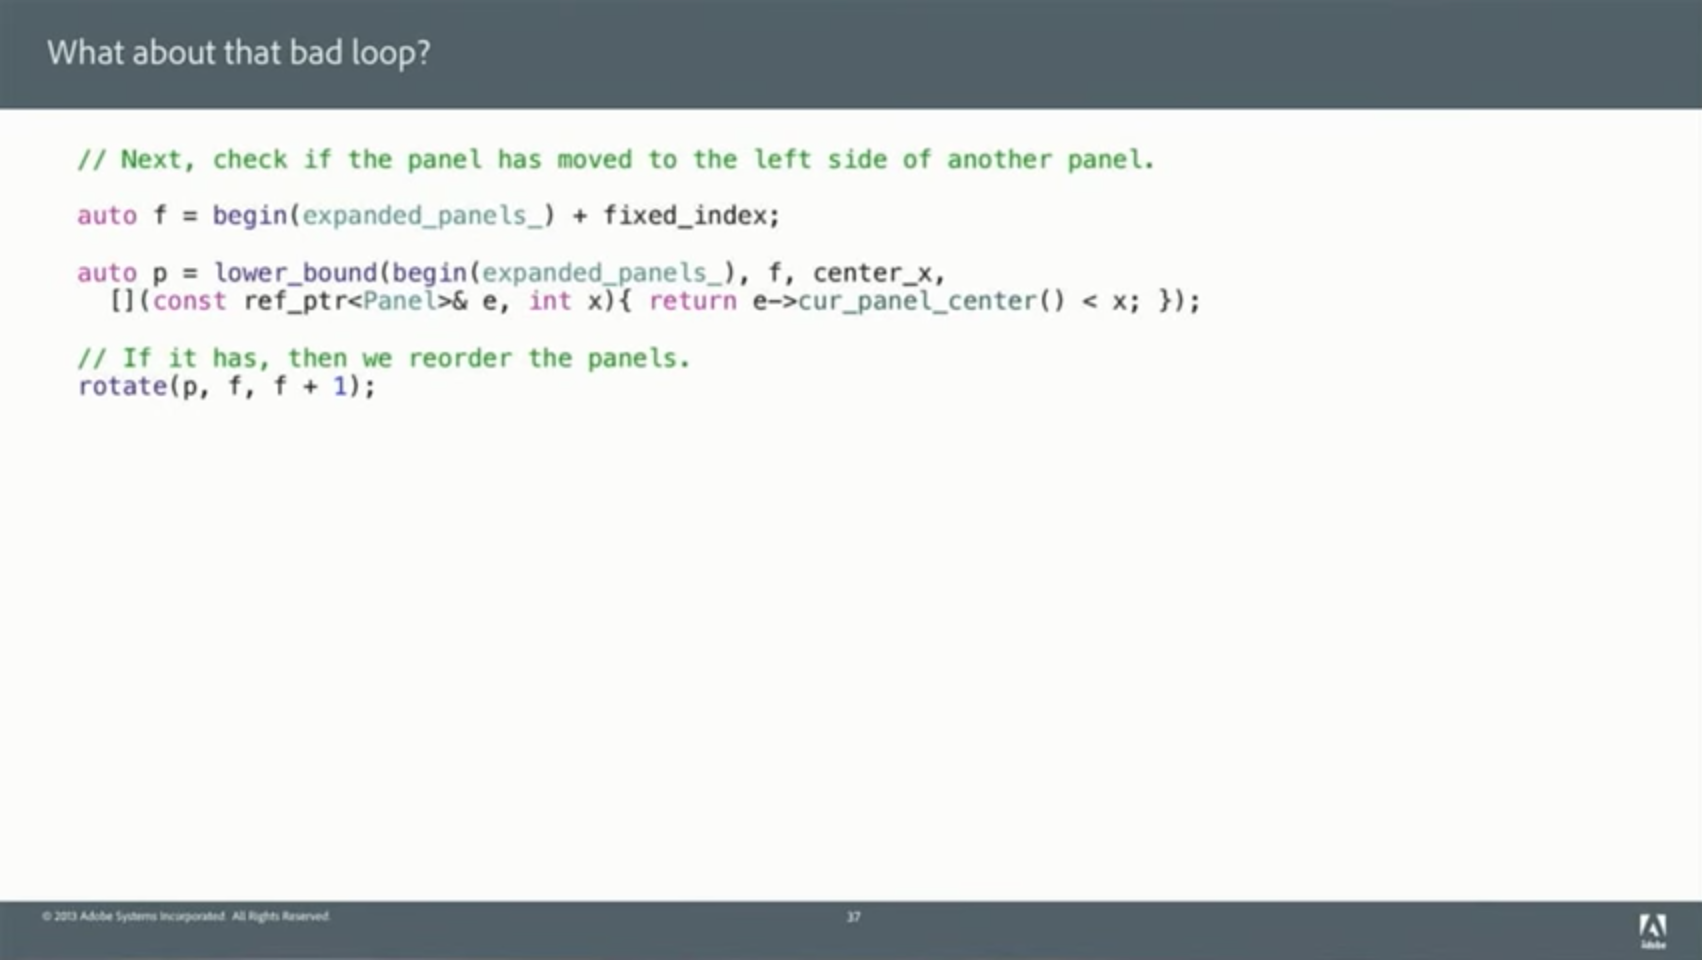 What about that bad loop?
// Next, check if the panel has moved to the left side of another panel.
auto f = begin(expanded_panels_) + fixed_index;
auto p = lower_bound(begin(expanded_panels_), f, center_x,
[](const ref_ptr<Panel>& e, int x){ return e->cur_panel_center() < x; });
// If it has, then we reorder the panels.
rotate(p, f, f + 1);
© 2013 Adobe Systems Incorporated. All Rights Reserved.
37
Adobe